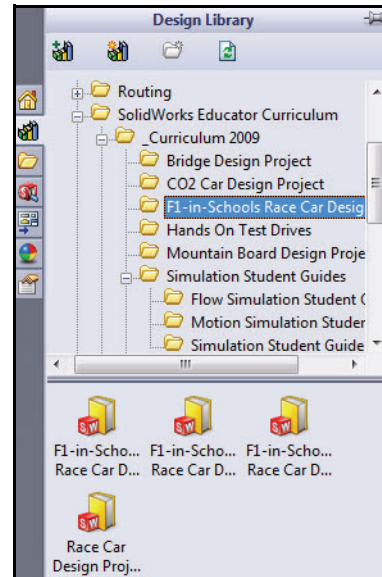 Design Library
Routing
SolidWorks Educator Curriculum
_Curriculum 2009
Bridge Design Project
CO2 Car Design Project
F1-in-Schools Race Car Desig
Hands On Test Drives
Mountain Board Design Proje
Simulation Student Guides
Flow Simulation Student G
Motion Simulation Studen
Simulation Student Guide
F1-in-Scho... F1-in-Scho... F1-in-Scho...
Race Car D... Race Car D... Race Car D...
Race Car
Design Proj...